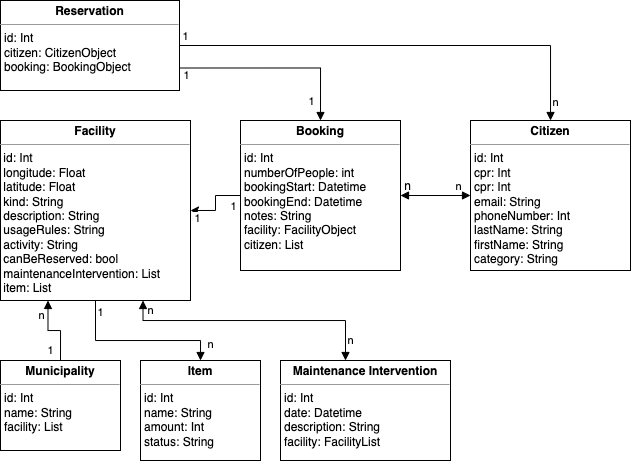 Reservation
id: Int
citizen: CitizenObject
booking: BookingObject
1
1
1
n
Facility
id: Int
longitude: Float
latitude: Float
kind: String
description: String
usageRules: String
activity: String
canBeReserved: bool
maintenanceIntervention: List
item: List
Booking
id: Int
numberOfPeople: int
bookingStart: Datetime
bookingEnd: Datetime
notes: String
facility: FacilityObject
citizen: List
Citizen
id: Int
cpr: Int
cpr: Int
email: String
phoneNumber: Int
lastName: String
firstName: String
category: String
1
1
n
n
n
1
1
n
n
n
Municipality
id: Int
name: String
facility: List
Item
id: Int
name: String
amount: Int
status: String
Maintenance Intervention
id: Int
date: Datetime
description: String
facility: FacilityList